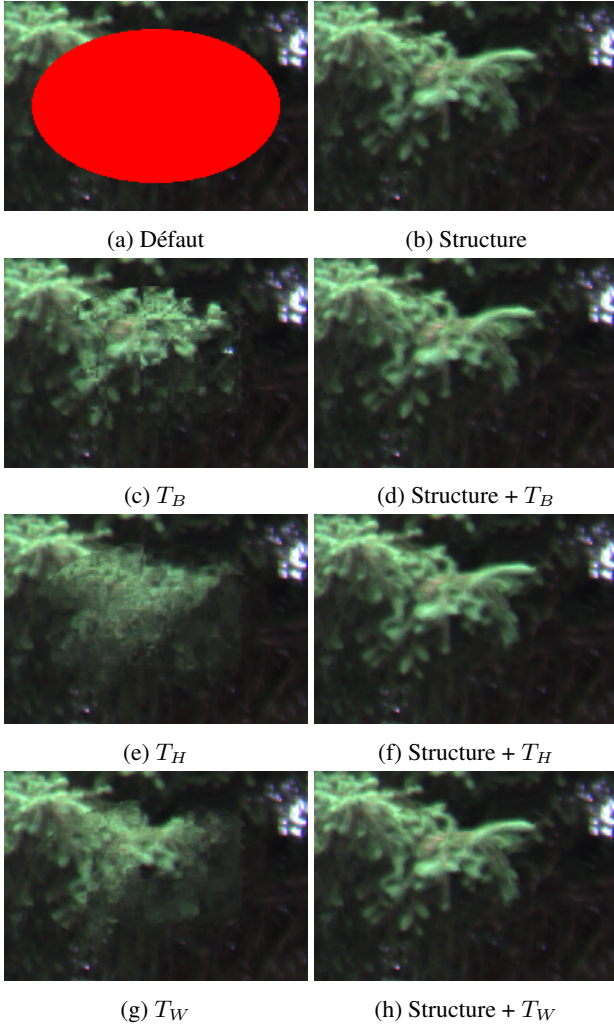 (a) Défaut
(b) Structure
(c) T_B
(d) Structure + T_B
(e) T_H
(f) Structure + T_H
(g) T_W
(h) Structure + T_W